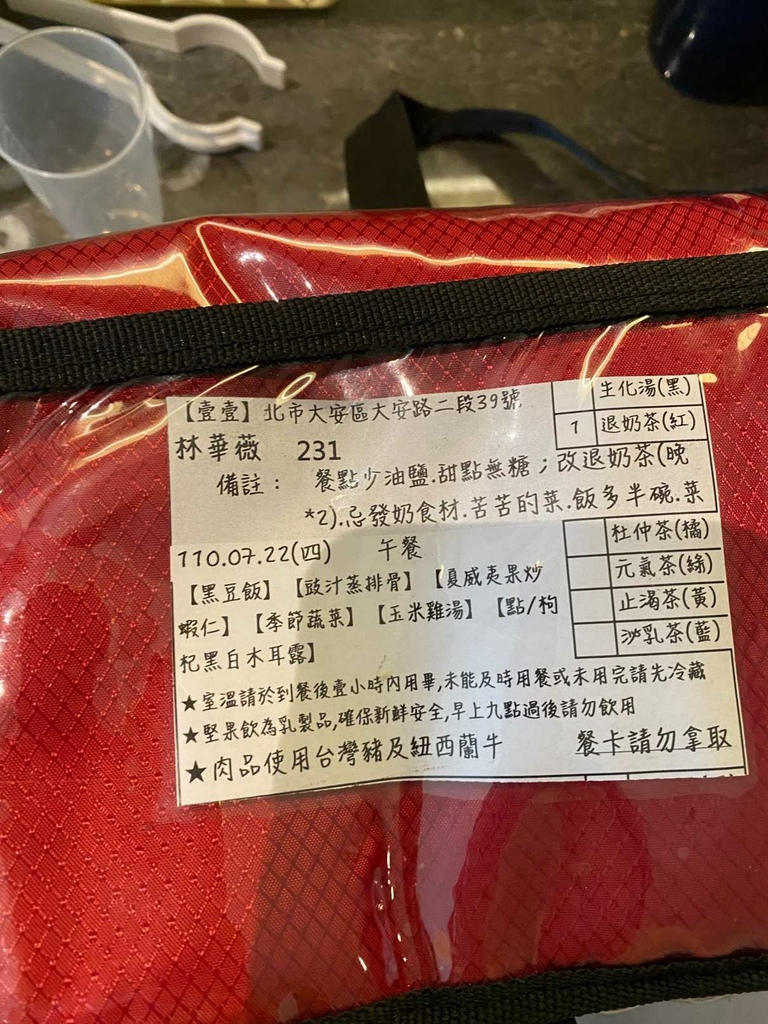 【壹壹】北市大安區大安路二段39號
林華薇 231
備註： 餐點少油鹽.甜點無糖；改退奶茶(晚
*2).忌發奶食材.苦苦的菜.飯多半碗.菜
生化湯(黑)
1 退奶茶(紅)
110.07.22(四) 午餐
【黑豆飯】【豉汁蒸排骨】【夏威夷果炒
蝦仁】【季節蔬菜】【玉米雞湯】【點/枸
杞黑白木耳露】
杜仲茶(橘)
元氣茶(綠)
止渴茶(黃)
泌乳茶(藍)
★室溫請於到餐後壹小時內用畢,未能及時用餐或未用完請先冷藏
★堅果飲為乳製品,確保新鮮安全,早上九點過後請勿飲用
★肉品使用台灣豬及紐西蘭牛 餐卡請勿拿取